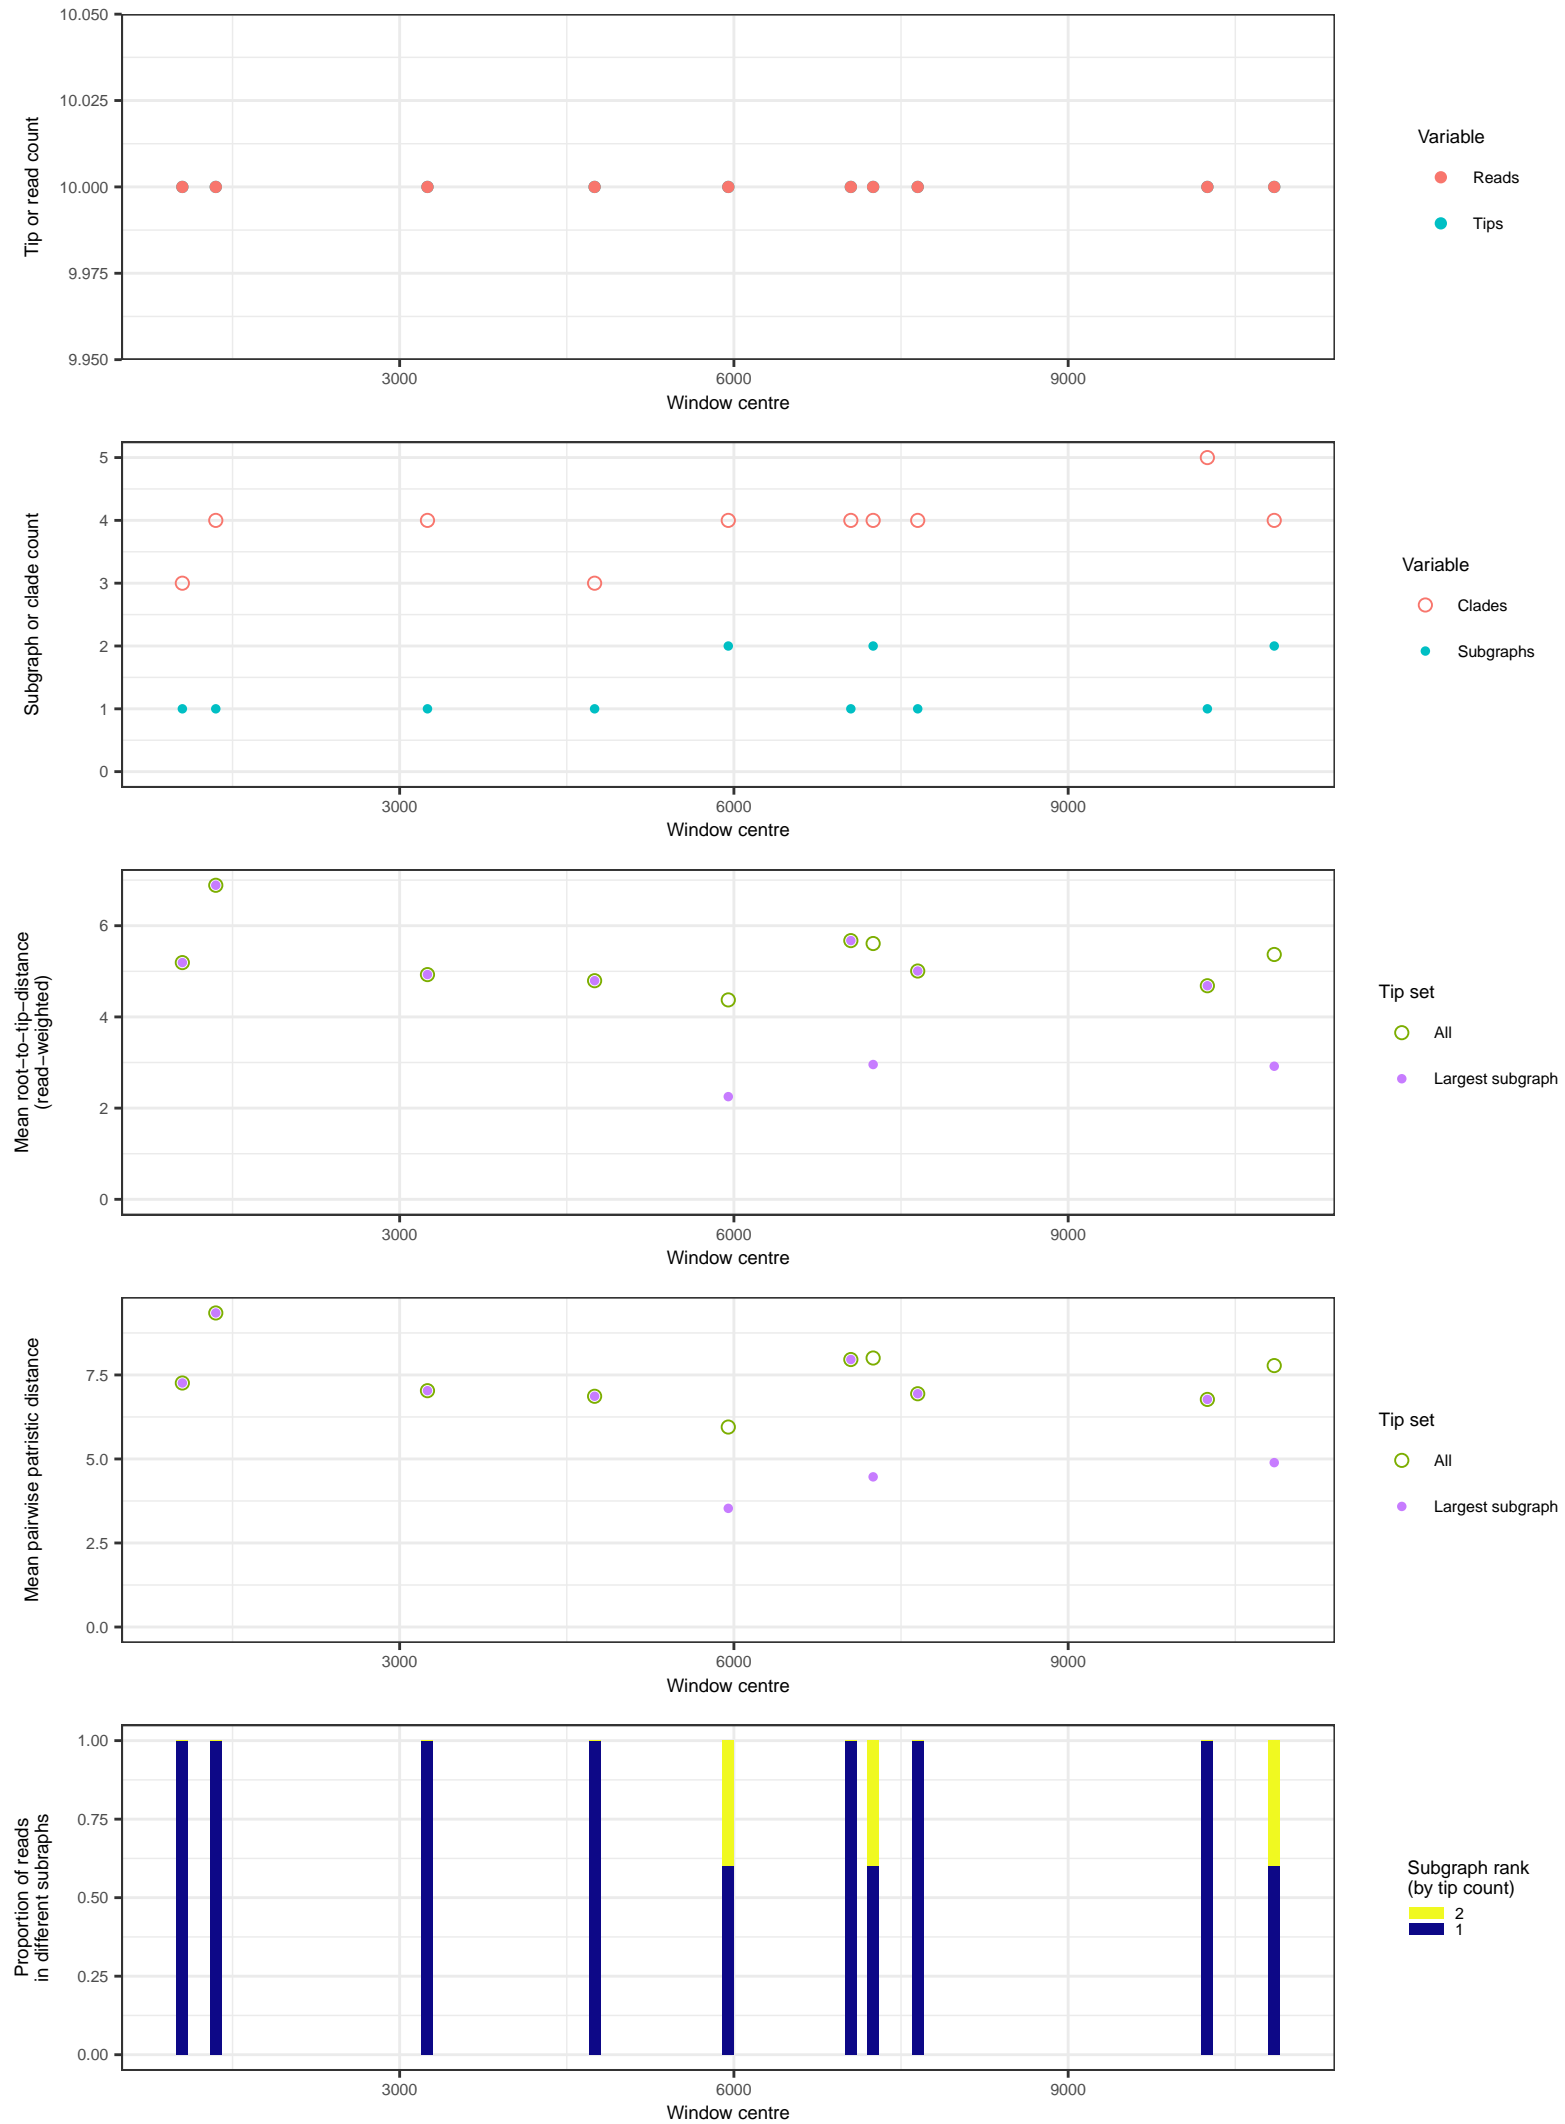 10.050
10.025
10.000
9.975
9.950
Tip or read count
3000
6000
9000
Window centre
Variable
Reads
Tips
5
4
3
2
1
0
Subgraph or clade count
3000
6000
9000
Window centre
Variable
Clades
Subgraphs
6
4
2
0
Mean root−to−tip−distance
(read−weighted)
3000
6000
9000
Window centre
Tip set
All
Largest subgraph
7.5
5.0
2.5
0.0
Mean pairwise patristic distance
3000
6000
9000
Window centre
Tip set
All
Largest subgraph
1.00
0.75
0.50
0.25
0.00
Proportion of reads
in different subraphs
3000
6000
9000
Window centre
Subgraph rank
(by tip count)
2
1